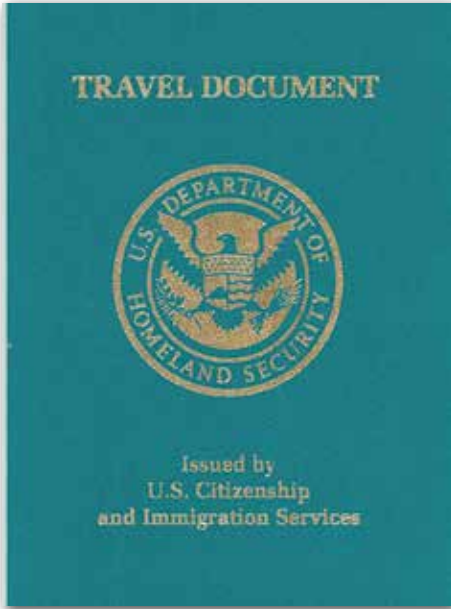 TRAVEL DOCUMENT
U.S. DEPARTMENT OF
HOMELAND SECURITY
Issued by
U.S. Citizenship
and Immigration Services